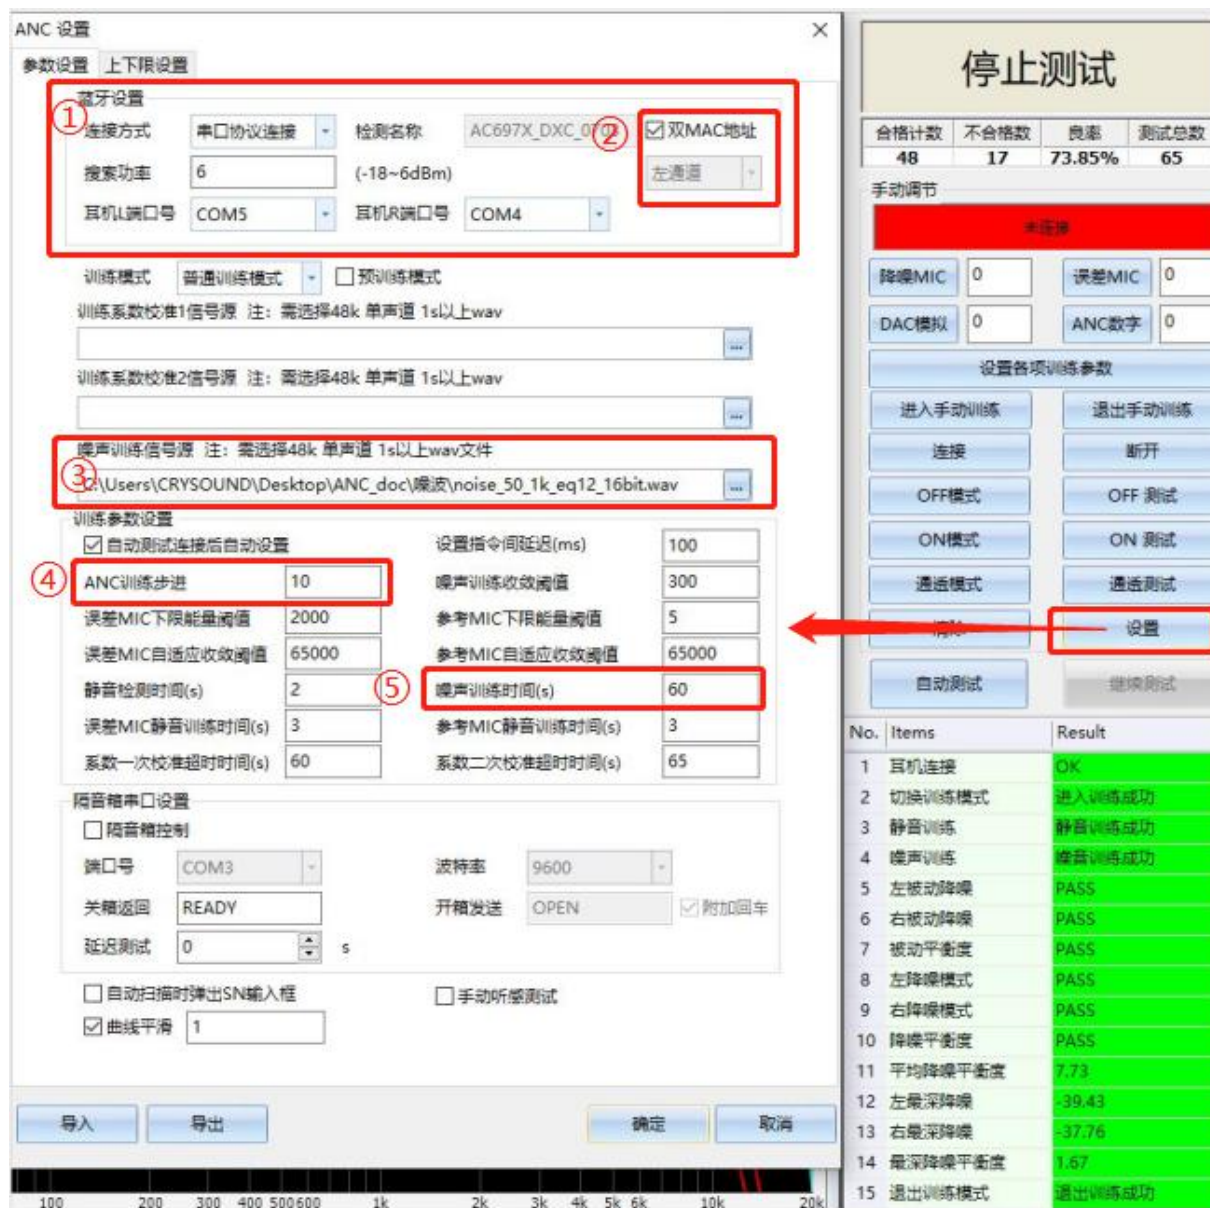 ANC 设置
参数设置 上下限设置
蓝牙设置
①
连接方式 串口协议连接 检测名称 AC697X_DXC_ ② 双MAC地址
搜索功率 6 (-18~6dBm) 左通道
耳机L端口号 COM5 耳机R端口号 COM4
训练模式 普通训练模式 预训练模式
训练系数校准1信号源 注: 需选择48k 单声道 1s以上wav
...
训练系数校准2信号源 注: 需选择48k 单声道 1s以上wav
...
噪声训练信号源 注: 需选择48k 单声道 1s以上wav文件
③ C:\Users\CRYSOUND\Desktop\ANC_doc\噪波\noise_50_1k_eq12_16bit.wav ...
训练参数设置
自动测试连接后自动设置 设置指令间延迟(ms) 100
④ ANC训练步进 10 噪声训练收敛阈值 300
误差MIC下限能量阈值 2000 参考MIC下限能量阈值 5
误差MIC自适应收敛阈值 65000 参考MIC自适应收敛阈值 65000
静音检测时间(s) 2 ⑤ 噪声训练时间(s) 60
误差MIC静音训练时间(s) 3 参考MIC静音训练时间(s) 3
系数一次校准超时时间(s) 60 系数二次校准超时时间(s) 65
隔音箱串口设置
隔音箱控制
端口号 COM3 波特率 9600
关箱返回 READY 开箱发送 OPEN 附加回车
延迟测试 0 s
自动扫描时弹出SN输入框 手动听感测试
曲线平滑 1
导入 导出 确定 取消
100 200 300 400 500 600 1k 2k 3k 4k 5k 6k 10k 20k
停止测试
合格计数 不合格数 良率 测试总数
48 17 73.85% 65
手动调节
未连接
降噪MIC 0 误差MIC 0
DAC模拟 0 ANC数字 0
设置各项训练参数
进入手动训练 退出手动训练
连接 断开
OFF模式 OFF 测试
ON模式 ON 测试
通透模式 通透测试
清除 设置
自动测试 继续测试
No. Items Result
1 耳机连接 OK
2 切换训练模式 进入训练成功
3 静音训练 静音训练成功
4 噪声训练 噪音训练成功
5 左被动降噪 PASS
6 右被动降噪 PASS
7 被动平衡度 PASS
8 左降噪模式 PASS
9 右降噪模式 PASS
10 降噪平衡度 PASS
11 平均降噪平衡度 7.73
12 左最深降噪 -39.43
13 右最深降噪 -37.76
14 最深降噪平衡度 1.67
15 退出训练模式 退出训练成功